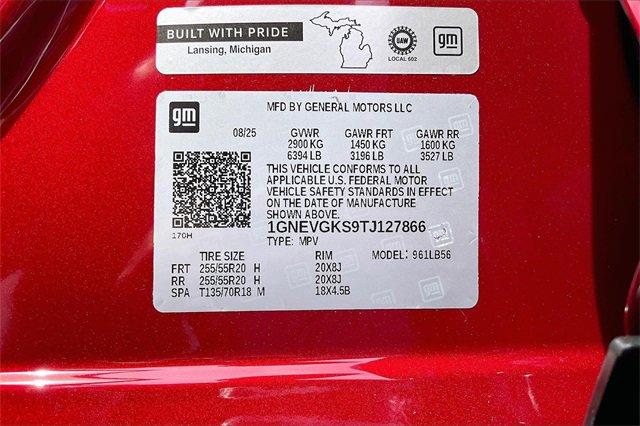 BUILT WITH PRIDE
Lansing, Michigan
UAW
LOCAL 602
gm
gm
MFD BY GENERAL MOTORS LLC
08/25 GVWR GAWR FRT GAWR RR
2900 KG 1450 KG 1600 KG
6394 LB 3196 LB 3527 LB
THIS VEHICLE CONFORMS TO ALL
APPLICABLE U.S. FEDERAL MOTOR
VEHICLE SAFETY STANDARDS IN EFFECT
ON THE DATE OF MANUFACTURE
SHOWN ABOVE.
170H
1GNEVGKS9TJ127866
TYPE: MPV
TIRE SIZE RIM MODEL: 961LB56
FRT 255/55R20 H 20X8J
RR 255/55R20 H 20X8J
SPA T135/70R18 M 18X4.5B